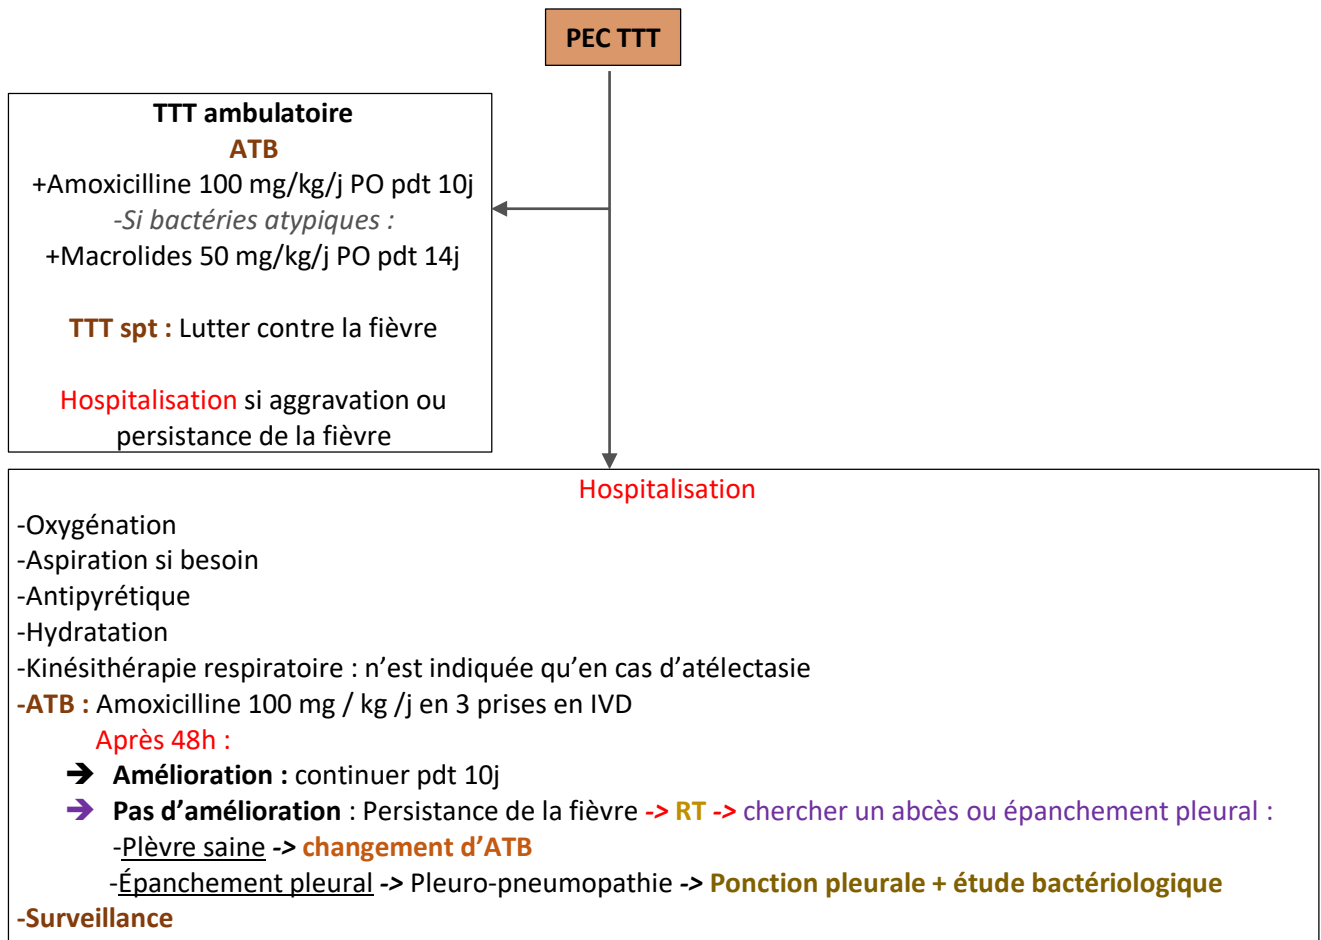 PEC TTT
TTT ambulatoire
ATB
+Amoxicilline 100 mg/kg/j PO pdt 10j
-Si bactéries atypiques :
+Macrolides 50 mg/kg/j PO pdt 14j
TTT spt : Lutter contre la fièvre
Hospitalisation si aggravation ou
persistance de la fièvre
Hospitalisation
-Oxygénation
-Aspiration si besoin
-Antipyrétique
-Hydratation
-Kinésithérapie respiratoire : n’est indiquée qu’en cas d’atélectasie
-ATB : Amoxicilline 100 mg / kg /j en 3 prises en IVD
Après 48h :
➔ Amélioration : continuer pdt 10j
➔ Pas d’amélioration : Persistance de la fièvre -> RT -> chercher un abcès ou épanchement pleural :
-Plèvre saine -> changement d’ATB
-Épanchement pleural -> Pleuro-pneumopathie -> Ponction pleurale + étude bactériologique
-Surveillance